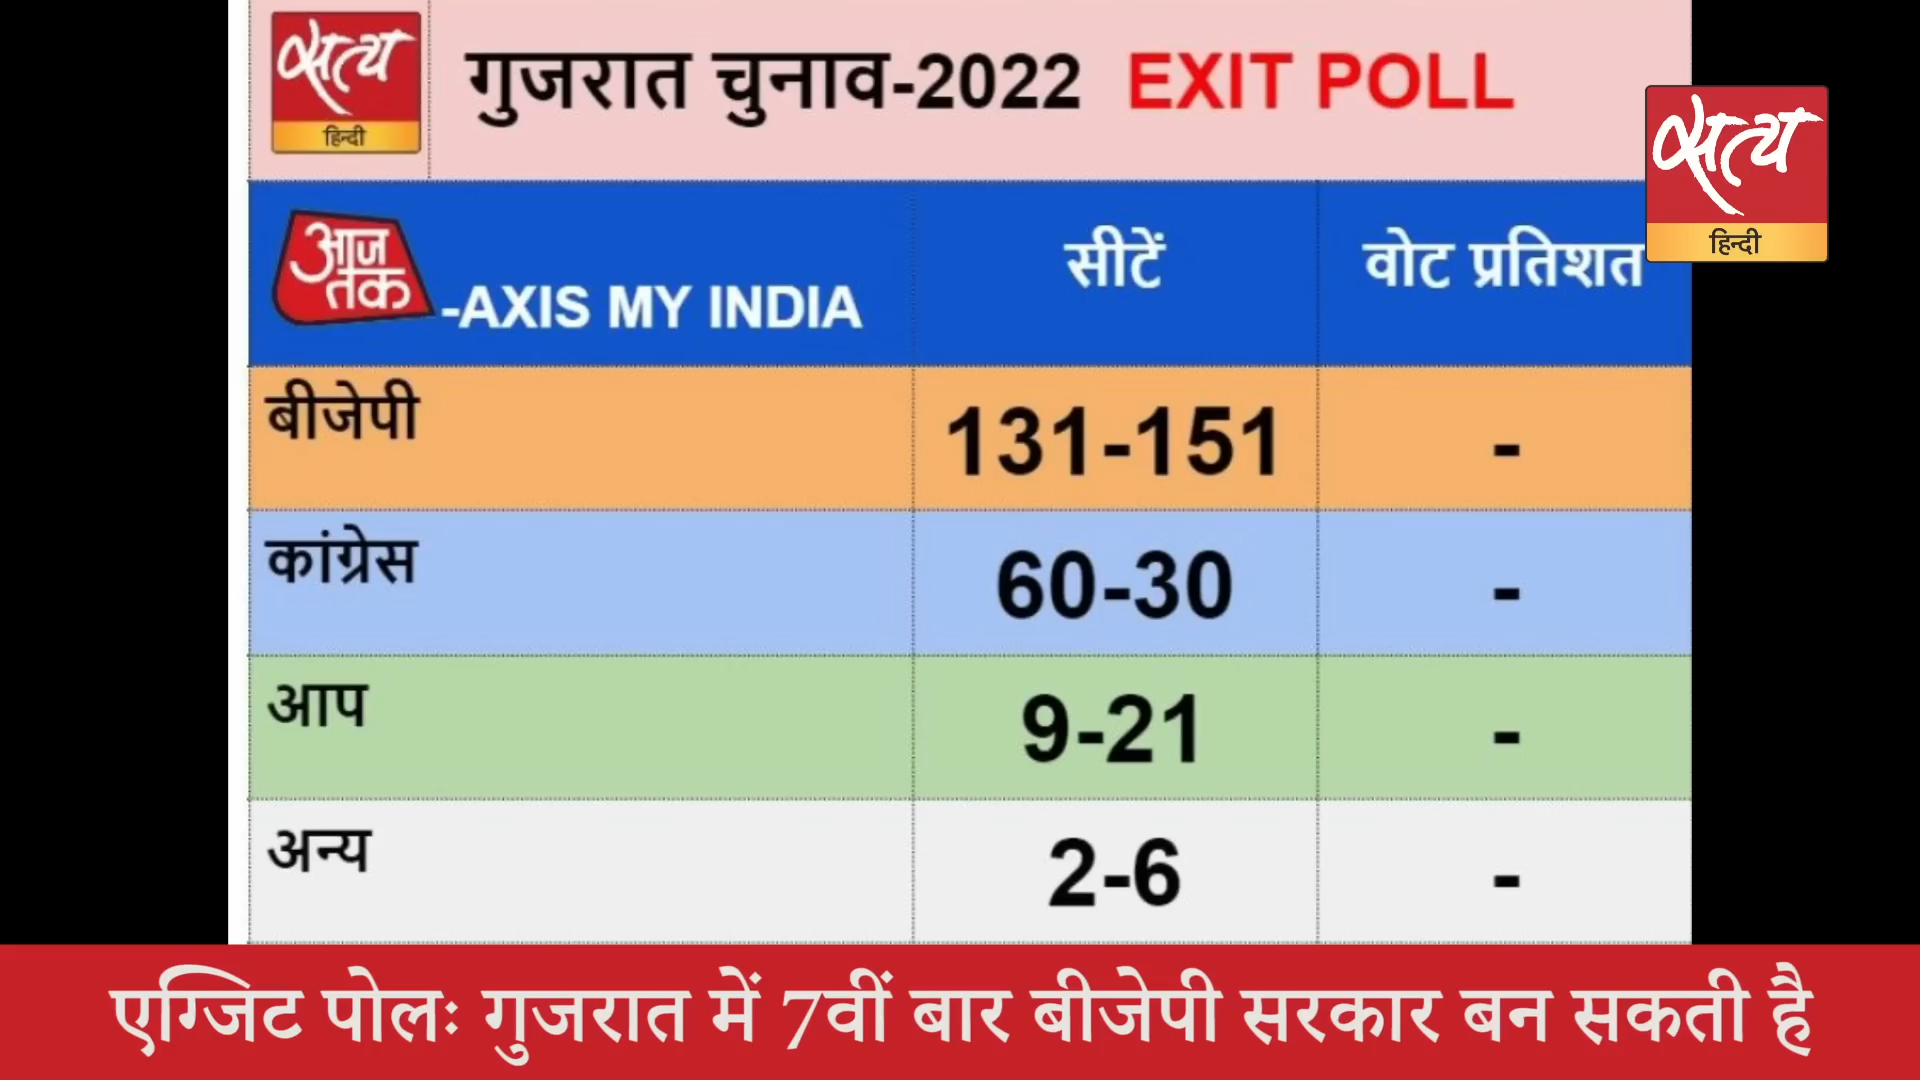 सत्य
हिन्दी
गुजरात चुनाव-2022 EXIT POLL
सत्य
हिन्दी
आज
तक
-AXIS MY INDIA
सीटें
वोट प्रतिशत
बीजेपी
131-151
-
कांग्रेस
60-30
-
आप
9-21
-
अन्य
2-6
-
एग्जिट पोलः गुजरात में 7वीं बार बीजेपी सरकार बन सकती है